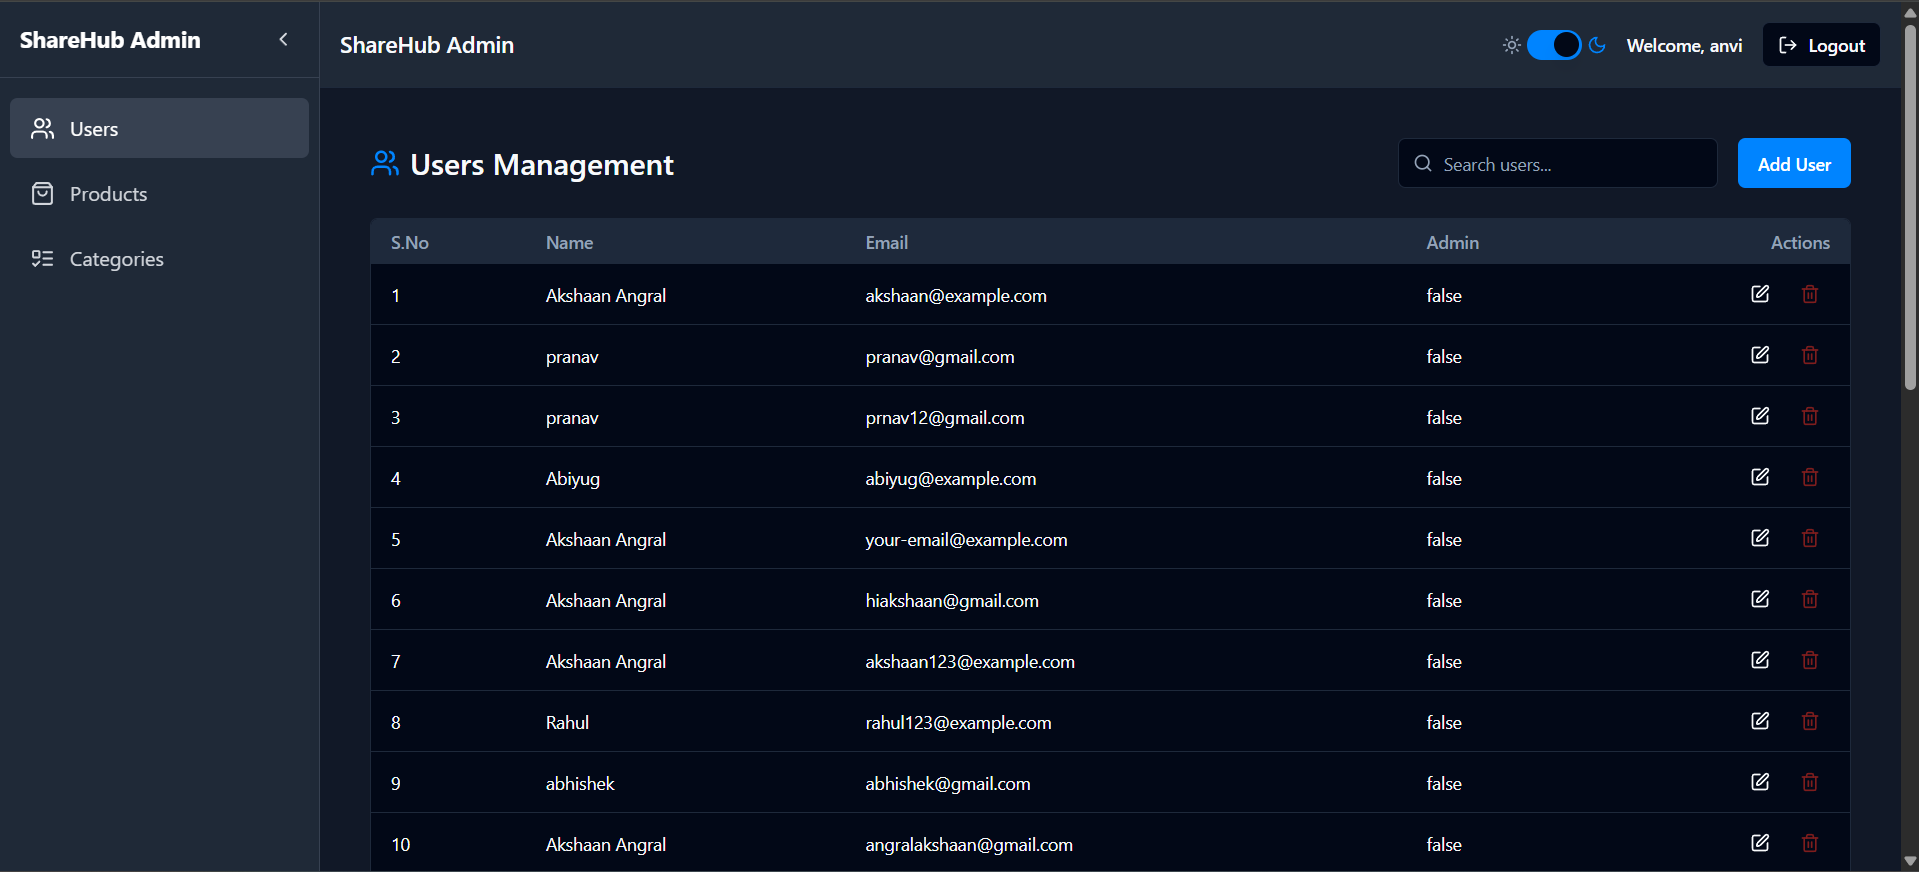 ShareHub Admin
ShareHub Admin
Welcome, anvi
Logout
Users
Products
Categories
Users Management
Search users...
Add User
S.No Name Email Admin Actions
1 Akshaan Angral akshaan@example.com false
2 pranav pranav@gmail.com false
3 pranav prnav12@gmail.com false
4 Abiyug abiyug@example.com false
5 Akshaan Angral your-email@example.com false
6 Akshaan Angral hiakshaan@gmail.com false
7 Akshaan Angral akshaan123@example.com false
8 Rahul rahul123@example.com false
9 abhishek abhishek@gmail.com false
10 Akshaan Angral angralakshaan@gmail.com false